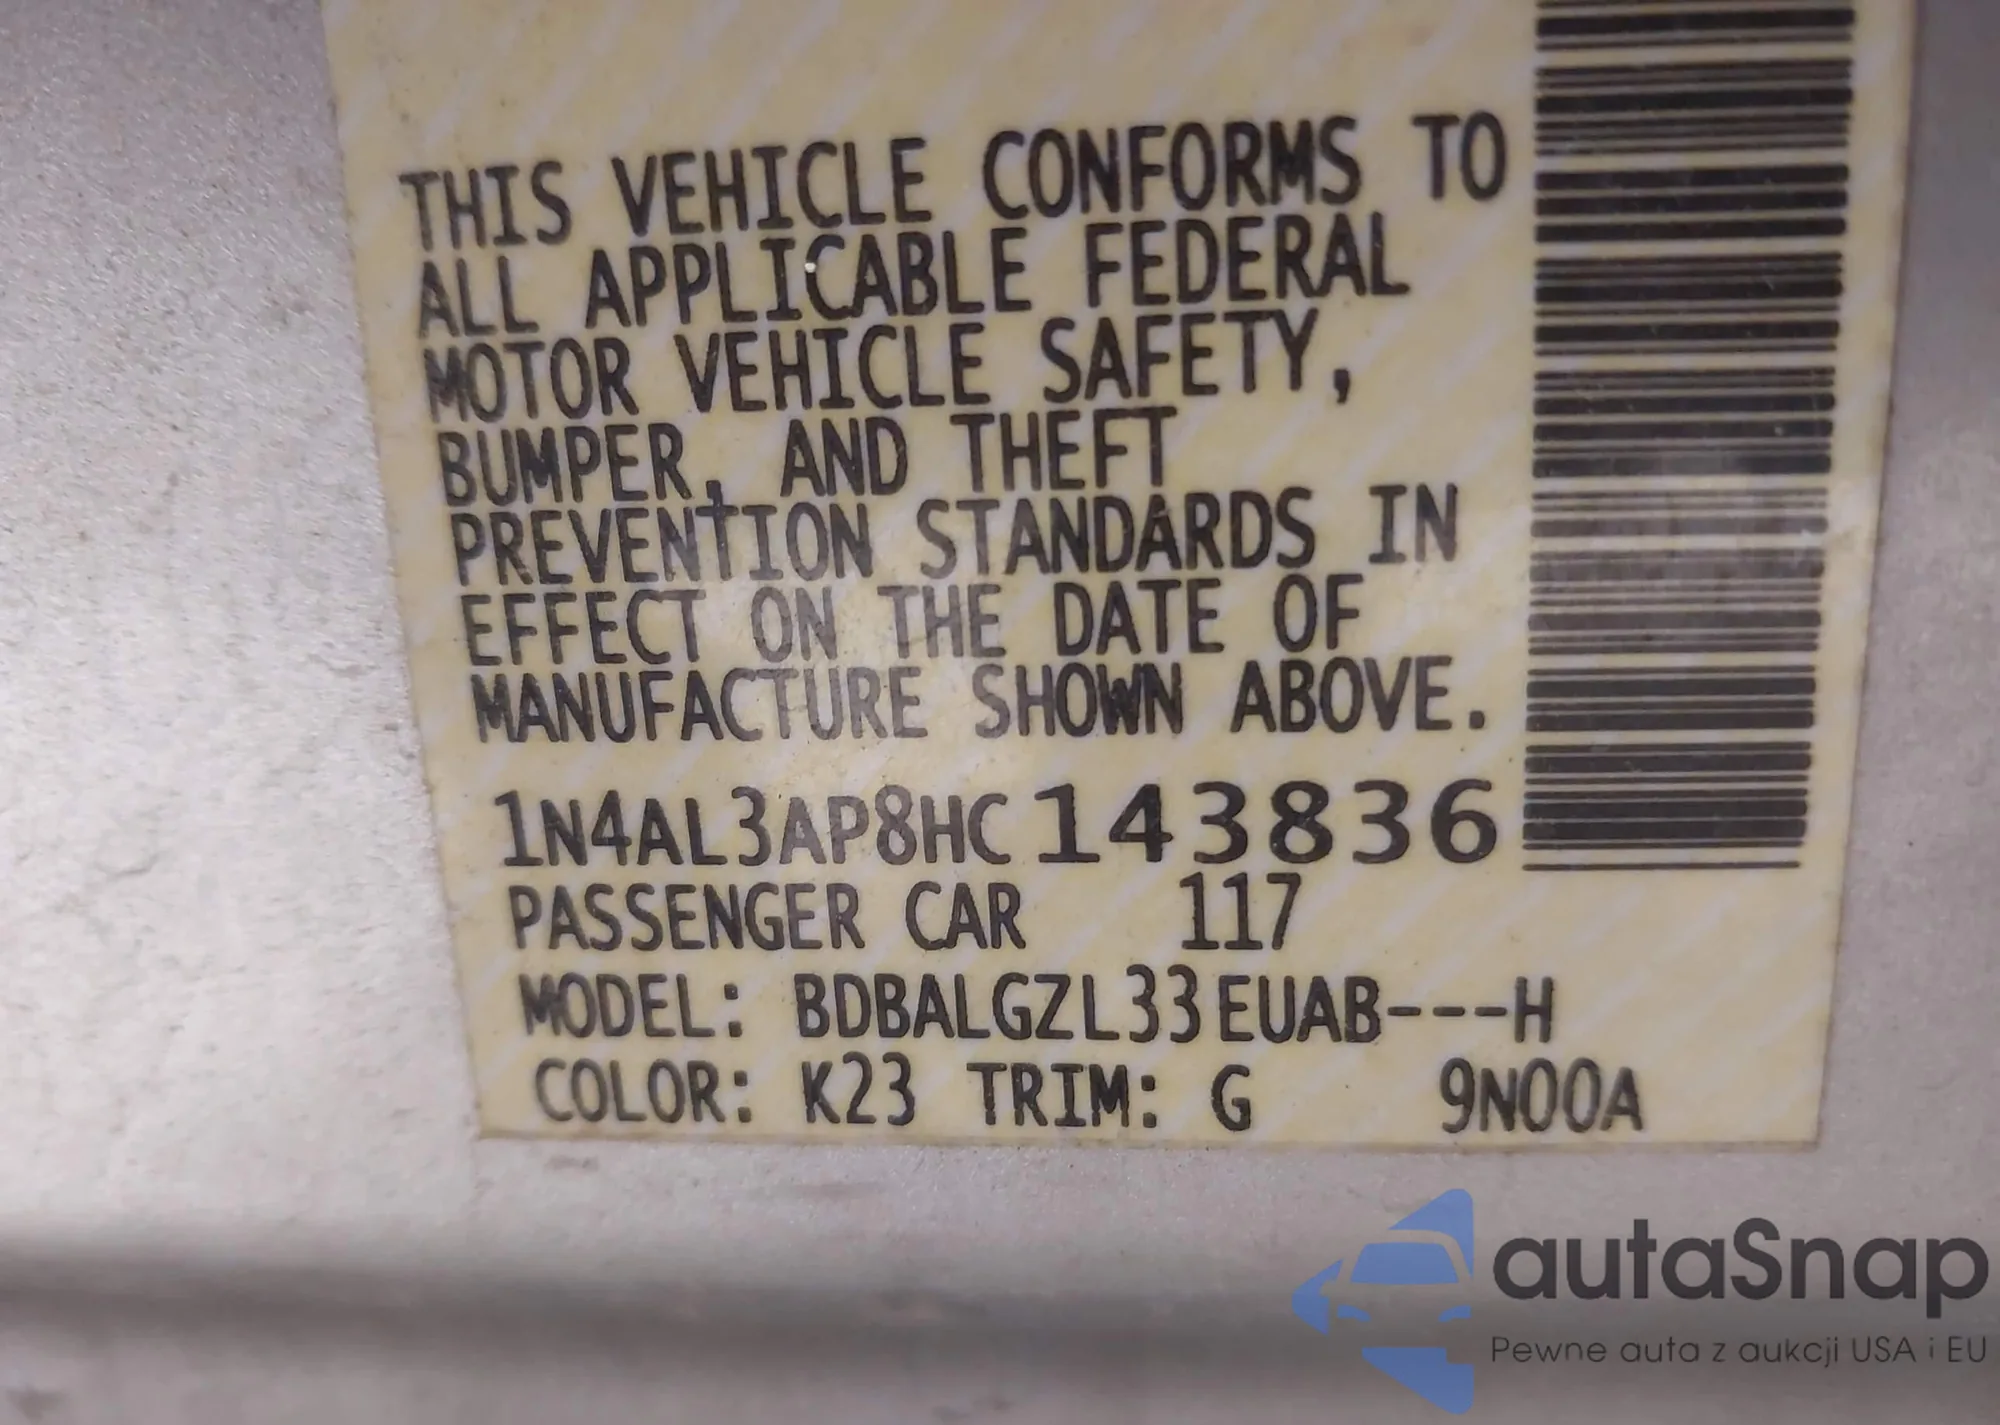 THIS VEHICLE CONFORMS TO
ALL APPLICABLE FEDERAL
MOTOR VEHICLE SAFETY,
BUMPER, AND THEFT
PREVENTION STANDARDS IN
EFFECT ON THE DATE OF
MANUFACTURE SHOWN ABOVE.
1N4AL3AP8HC143836
PASSENGER CAR 117
MODEL: BDBALGZL33EUAB---H
COLOR: K23 TRIM: G 9N00A
autaSnap
Pewne auta z aukcji USA i EU